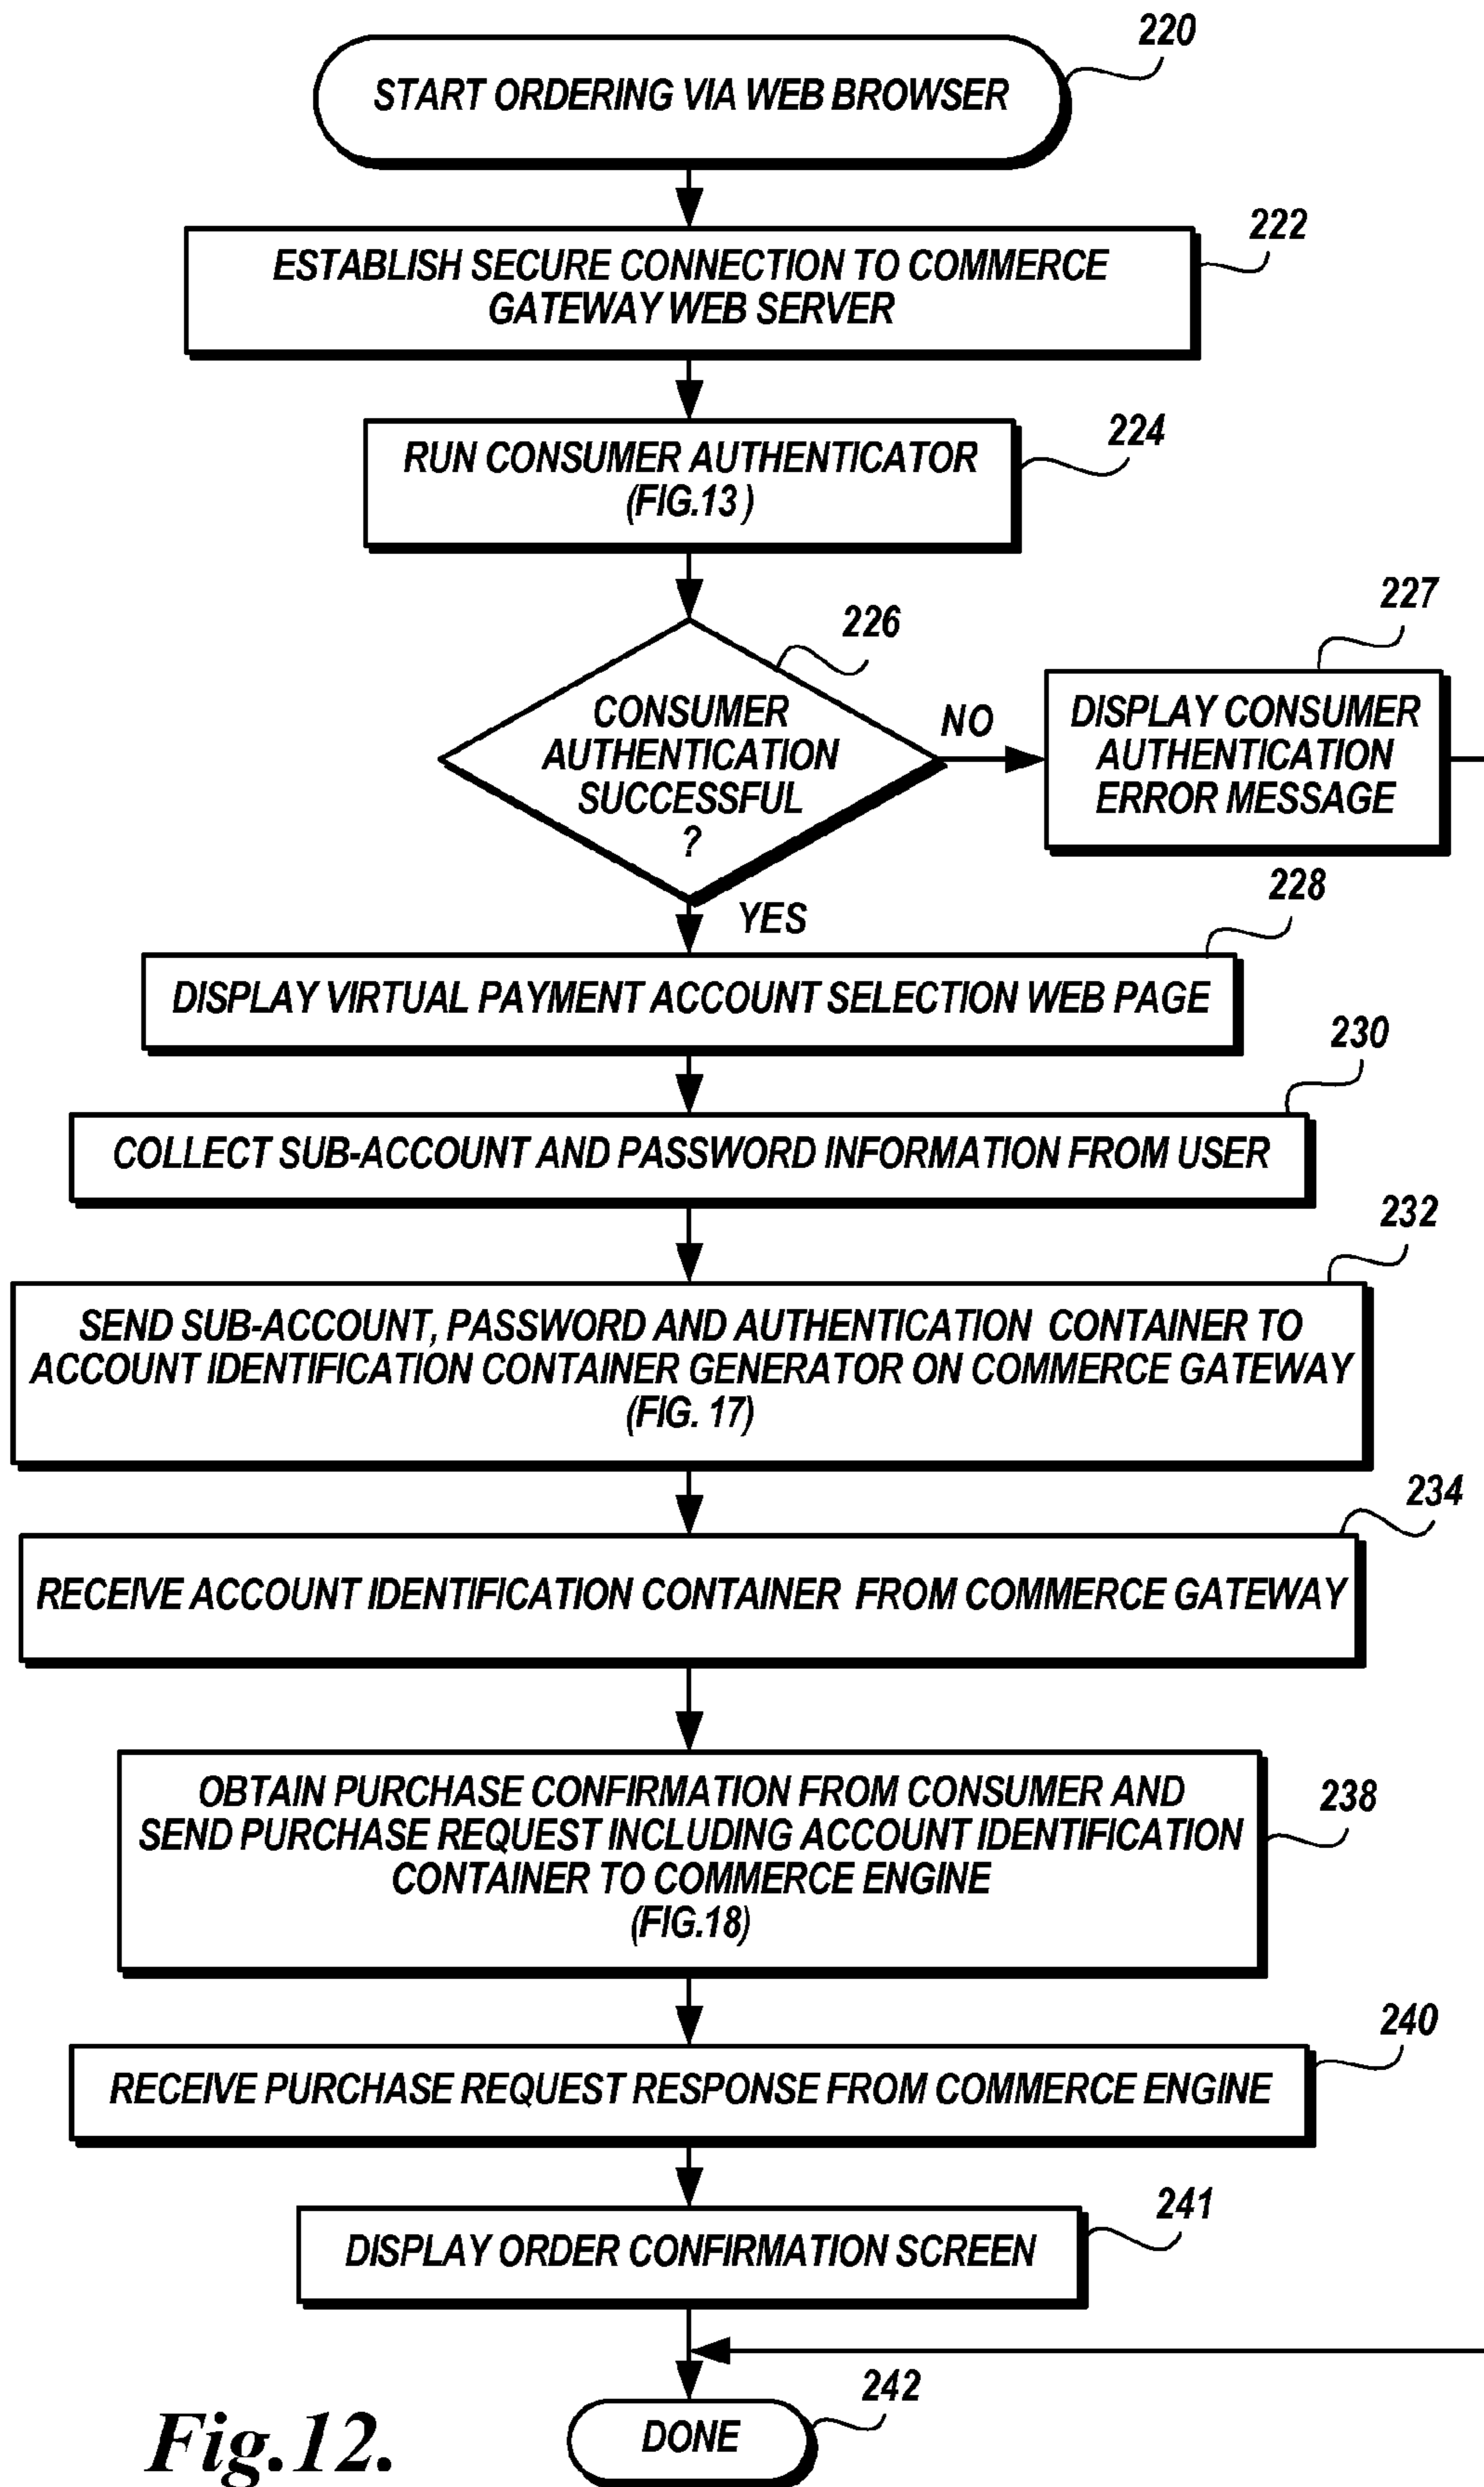 220
START ORDERING VIA WEB BROWSER
222
ESTABLISH SECURE CONNECTION TO COMMERCE
GATEWAY WEB SERVER
224
RUN CONSUMER AUTHENTICATOR
(FIG.13)
226
CONSUMER
AUTHENTICATION
SUCCESSFUL
?
NO
227
DISPLAY CONSUMER
AUTHENTICATION
ERROR MESSAGE
YES
228
DISPLAY VIRTUAL PAYMENT ACCOUNT SELECTION WEB PAGE
230
COLLECT SUB-ACCOUNT AND PASSWORD INFORMATION FROM USER
232
SEND SUB-ACCOUNT, PASSWORD AND AUTHENTICATION CONTAINER TO
ACCOUNT IDENTIFICATION CONTAINER GENERATOR ON COMMERCE GATEWAY
(FIG. 17)
234
RECEIVE ACCOUNT IDENTIFICATION CONTAINER FROM COMMERCE GATEWAY
238
OBTAIN PURCHASE CONFIRMATION FROM CONSUMER AND
SEND PURCHASE REQUEST INCLUDING ACCOUNT IDENTIFICATION
CONTAINER TO COMMERCE ENGINE
(FIG.18)
240
RECEIVE PURCHASE REQUEST RESPONSE FROM COMMERCE ENGINE
241
DISPLAY ORDER CONFIRMATION SCREEN
242
DONE
Fig.12.